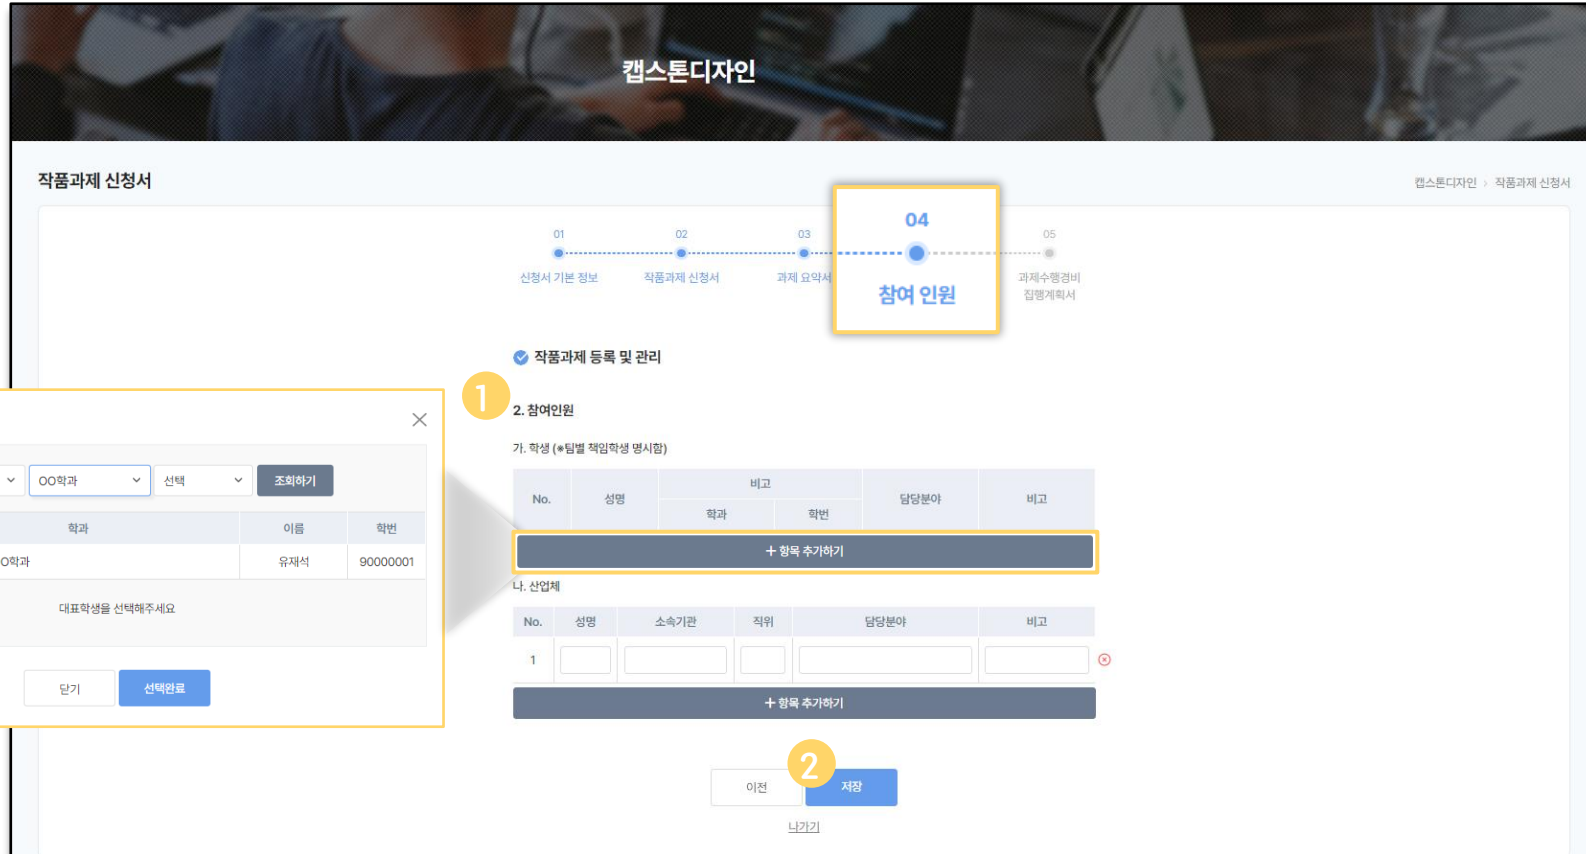 캡스톤디자인
작품과제 신청서
캡스톤디자인 > 작품과제 신청서
01 02 03 04 05
신청서 기본 정보 작품과제 신청서 과제 요약서 참여 인원 과제수행경비
집행계획서
작품과제 등록 및 관리
1
2. 참여인원
가. 학생 (※팀별 책임학생 명시함)
No. 성명 비고 담당분야 비고
학과 학번
+ 항목 추가하기
OO학과 선택 조회하기
학과 이름 학번
O학과 유재석 90000001
대표학생을 선택해주세요
닫기 선택완료
나. 산업체
No. 성명 소속기관 직위 담당분야 비고
1
+ 항목 추가하기
2
이전 저장
나가기